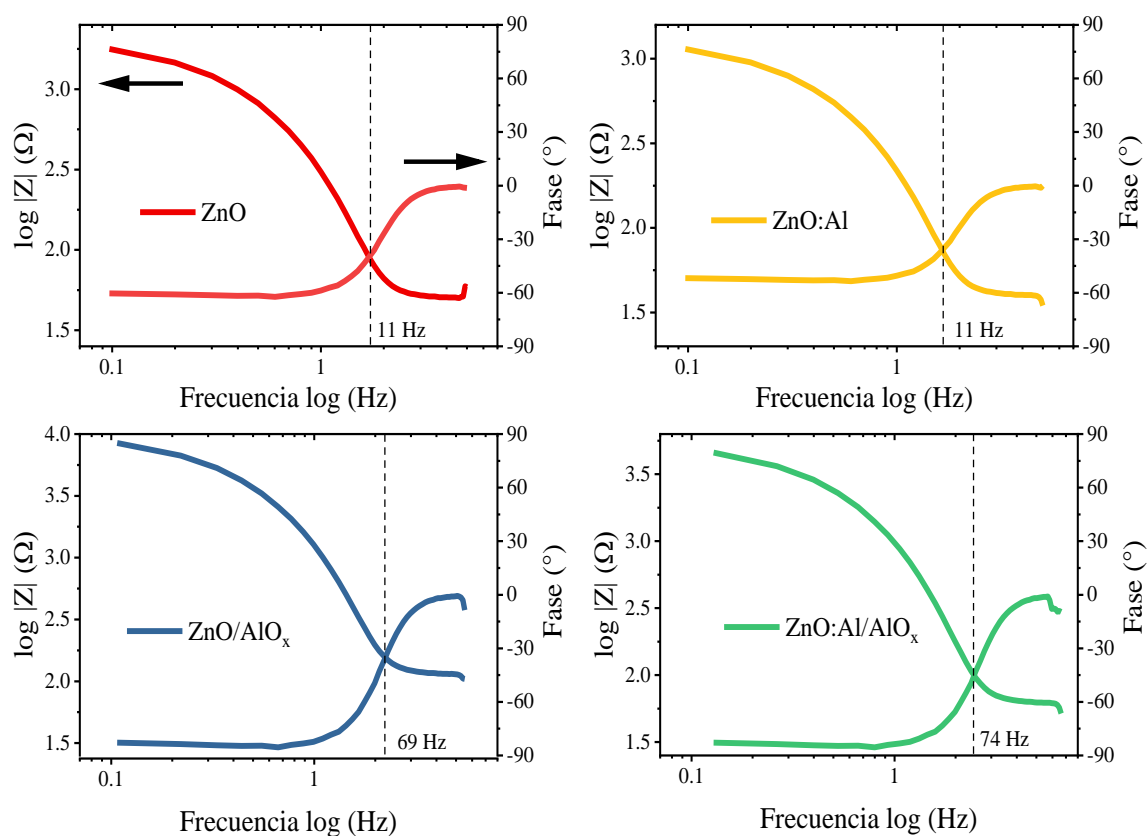 90
60
30
0
-30
-60
-90
3.0
2.5
2.0
1.5
log |Z| (Ω)
Fase (°)
ZnO
11 Hz
0.1
1
Frecuencia log (Hz)
90
60
30
0
-30
-60
-90
3.0
2.5
2.0
1.5
log |Z| (Ω)
Fase (°)
ZnO:Al
11 Hz
0.1
1
Frecuencia log (Hz)
4.0
3.5
3.0
2.5
2.0
1.5
90
60
30
0
-30
-60
-90
log |Z| (Ω)
Fase (°)
ZnO/AlOₓ
69 Hz
0.1
1
Frecuencia log (Hz)
3.5
3.0
2.5
2.0
1.5
90
60
30
0
-30
-60
-90
log |Z| (Ω)
Fase (°)
ZnO:Al/AlOₓ
74 Hz
0.1
1
Frecuencia log (Hz)